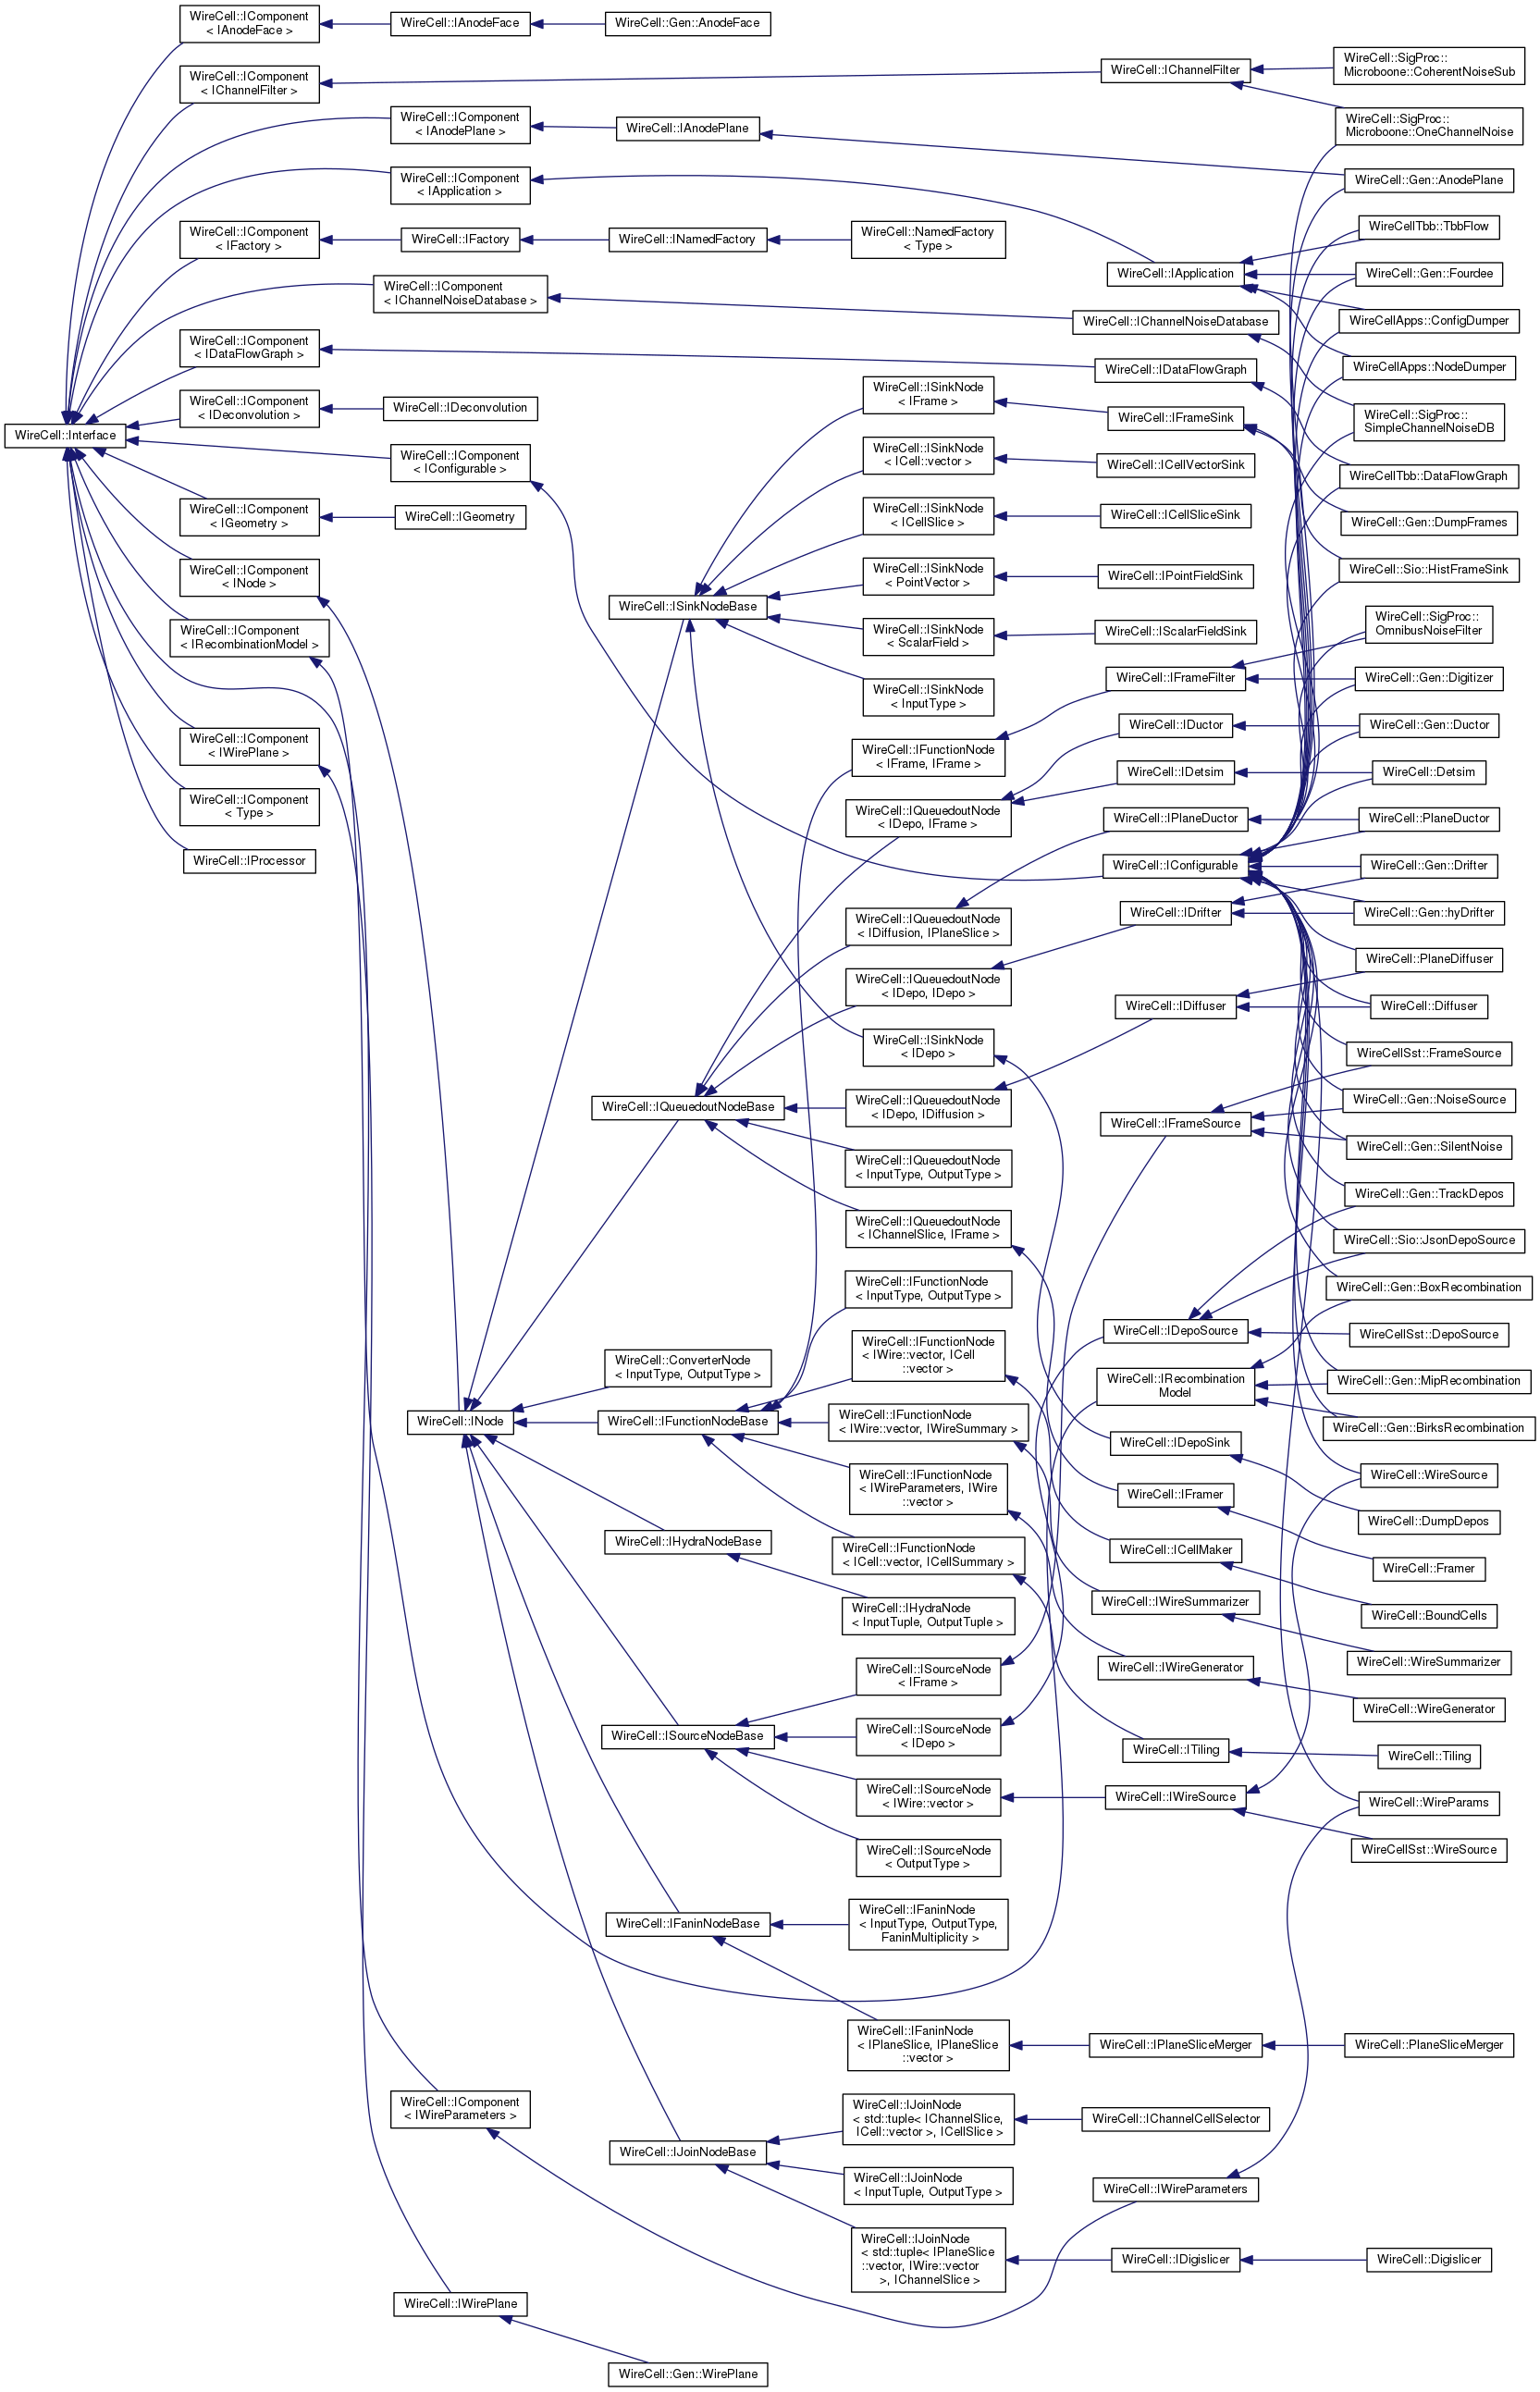 WireCell::Interface
WireCell::IComponent
< IAnodeFace >
WireCell::IComponent
< IChannelFilter >
WireCell::IComponent
< IAnodePlane >
WireCell::IComponent
< IApplication >
WireCell::IComponent
< IFactory >
WireCell::IComponent
< IChannelNoiseDatabase >
WireCell::IComponent
< IDataFlowGraph >
WireCell::IComponent
< IDeconvolution >
WireCell::IComponent
< IConfigurable >
WireCell::IComponent
< IGeometry >
WireCell::IComponent
< INode >
WireCell::IComponent
< IRecombinationModel >
WireCell::IComponent
< IWirePlane >
WireCell::IComponent
< Type >
WireCell::IProcessor
WireCell::IAnodeFace
WireCell::IFactory
WireCell::IDeconvolution
WireCell::IGeometry
WireCell::INode
WireCell::IComponent
< IWireParameters >
WireCell::IWirePlane
WireCell::Gen::AnodeFace
WireCell::IAnodePlane
WireCell::INamedFactory
WireCell::ISinkNodeBase
WireCell::IQueuedoutNodeBase
WireCell::ConverterNode
< InputType, OutputType >
WireCell::IFunctionNodeBase
WireCell::IHydraNodeBase
WireCell::ISourceNodeBase
WireCell::IFaninNodeBase
WireCell::IJoinNodeBase
WireCell::Gen::WirePlane
WireCell::NamedFactory
< Type >
WireCell::ISinkNode
< IFrame >
WireCell::ISinkNode
< ICell::vector >
WireCell::ISinkNode
< ICellSlice >
WireCell::ISinkNode
< PointVector >
WireCell::ISinkNode
< ScalarField >
WireCell::ISinkNode
< InputType >
WireCell::IFunctionNode
< IFrame, IFrame >
WireCell::IQueuedoutNode
< IDepo, IFrame >
WireCell::IQueuedoutNode
< IDiffusion, IPlaneSlice >
WireCell::IQueuedoutNode
< IDepo, IDepo >
WireCell::ISinkNode
< IDepo >
WireCell::IQueuedoutNode
< IDepo, IDiffusion >
WireCell::IQueuedoutNode
< InputType, OutputType >
WireCell::IQueuedoutNode
< IChannelSlice, IFrame >
WireCell::IFunctionNode
< InputType, OutputType >
WireCell::IFunctionNode
< IWire::vector, ICell
::vector >
WireCell::IFunctionNode
< IWire::vector, IWireSummary >
WireCell::IFunctionNode
< IWireParameters, IWire
::vector >
WireCell::IFunctionNode
< ICell::vector, ICellSummary >
WireCell::IHydraNode
< InputTuple, OutputTuple >
WireCell::ISourceNode
< IFrame >
WireCell::ISourceNode
< IDepo >
WireCell::ISourceNode
< IWire::vector >
WireCell::ISourceNode
< OutputType >
WireCell::IFaninNode
< InputType, OutputType,
FaninMultiplicity >
WireCell::IFaninNode
< IPlaneSlice, IPlaneSlice
::vector >
WireCell::IJoinNode
< std::tuple< IChannelSlice,
ICell::vector >, ICellSlice >
WireCell::IJoinNode
< InputTuple, OutputType >
WireCell::IJoinNode
< std::tuple< IPlaneSlice
::vector, IWire::vector
>, IChannelSlice >
WireCell::IChannelFilter
WireCell::IApplication
WireCell::IChannelNoiseDatabase
WireCell::IDataFlowGraph
WireCell::IFrameSink
WireCell::ICellVectorSink
WireCell::ICellSliceSink
WireCell::IPointFieldSink
WireCell::IScalarFieldSink
WireCell::IFrameFilter
WireCell::IDuctor
WireCell::IDetsim
WireCell::IPlaneDuctor
WireCell::IConfigurable
WireCell::IDrifter
WireCell::IDiffuser
WireCell::IFrameSource
WireCell::IDepoSource
WireCell::IRecombination
Model
WireCell::IDepoSink
WireCell::IFramer
WireCell::ICellMaker
WireCell::IWireSummarizer
WireCell::IWireGenerator
WireCell::ITiling
WireCell::IWireSource
WireCell::IPlaneSliceMerger
WireCell::IChannelCellSelector
WireCell::IWireParameters
WireCell::IDigislicer
WireCell::SigProc::
Microboone::CoherentNoiseSub
WireCell::SigProc::
Microboone::OneChannelNoise
WireCell::Gen::AnodePlane
WireCellTbb::TbbFlow
WireCell::Gen::Fourdee
WireCellApps::ConfigDumper
WireCellApps::NodeDumper
WireCell::SigProc::
SimpleChannelNoiseDB
WireCellTbb::DataFlowGraph
WireCell::Gen::DumpFrames
WireCell::Sio::HistFrameSink
WireCell::SigProc::
OmnibusNoiseFilter
WireCell::Gen::Digitizer
WireCell::Gen::Ductor
WireCell::Detsim
WireCell::PlaneDuctor
WireCell::Gen::Drifter
WireCell::Gen::hyDrifter
WireCell::PlaneDiffuser
WireCell::Diffuser
WireCellSst::FrameSource
WireCell::Gen::NoiseSource
WireCell::Gen::SilentNoise
WireCell::Gen::TrackDepos
WireCell::Sio::JsonDepoSource
WireCell::Gen::BoxRecombination
WireCellSst::DepoSource
WireCell::Gen::MipRecombination
WireCell::Gen::BirksRecombination
WireCell::WireSource
WireCell::DumpDepos
WireCell::Framer
WireCell::BoundCells
WireCell::WireSummarizer
WireCell::WireGenerator
WireCell::Tiling
WireCell::WireParams
WireCellSst::WireSource
WireCell::PlaneSliceMerger
WireCell::Digislicer